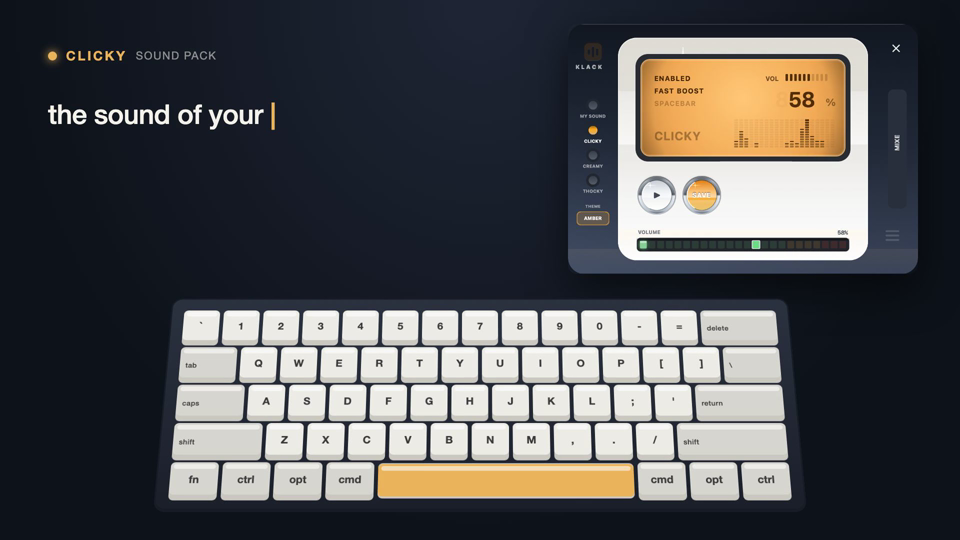 CLICKY SOUND PACK
the sound of your
KLACK
MY SOUND
CLICKY
CREAMY
THOCKY
THEME
AMBER
ENABLED
FAST BOOST
SPACEBAR
CLICKY
VOL
58 %
SAVE
VOLUME 58%
MIXE
` 1 2 3 4 5 6 7 8 9 0 - = delete
tab Q W E R T Y U I O P [ ] \
caps A S D F G H J K L ; ' return
shift Z X C V B N M , . / shift
fn ctrl opt cmd cmd opt ctrl